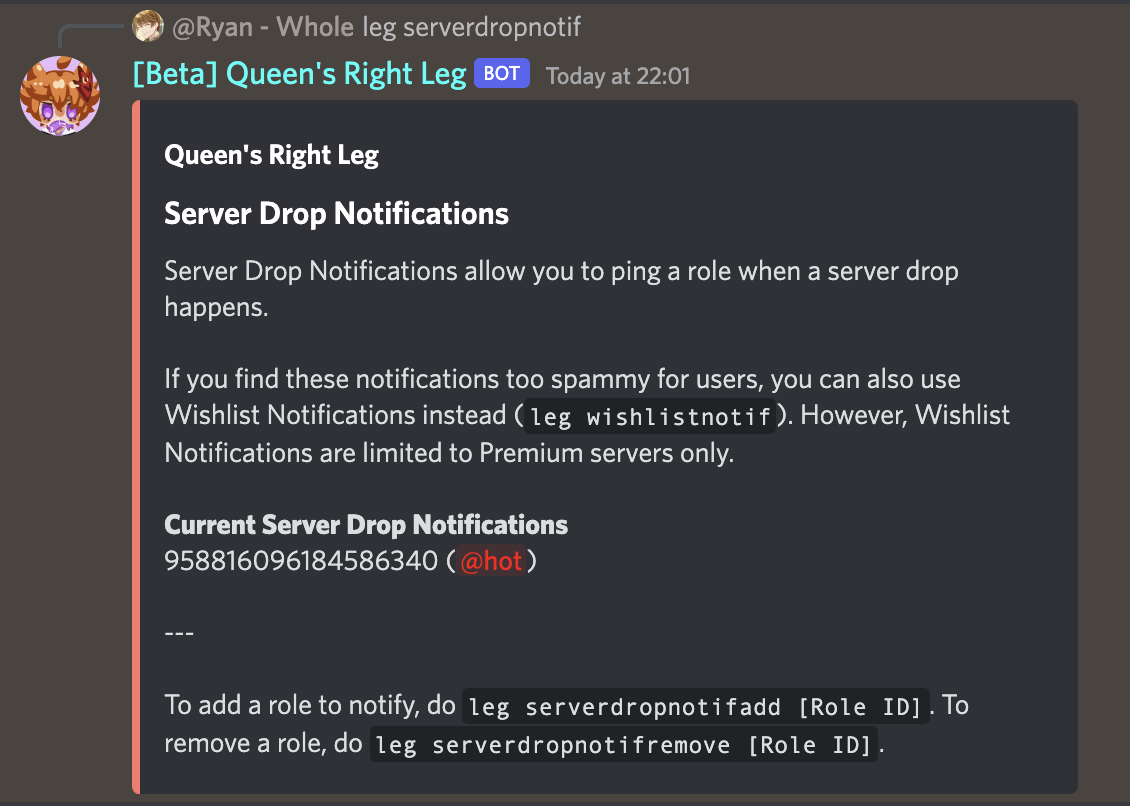 @Ryan - Whole leg serverdropnotif
[Beta] Queen's Right Leg BOT Today at 22:01
Queen's Right Leg
Server Drop Notifications
Server Drop Notifications allow you to ping a role when a server drop
happens.
If you find these notifications too spammy for users, you can also use
Wishlist Notifications instead (leg wishlistnotif). However, Wishlist
Notifications are limited to Premium servers only.
Current Server Drop Notifications
958816096184586340 (@hot)
---
To add a role to notify, do leg serverdropnotifadd [Role ID]. To
remove a role, do leg serverdropnotifremove [Role ID].